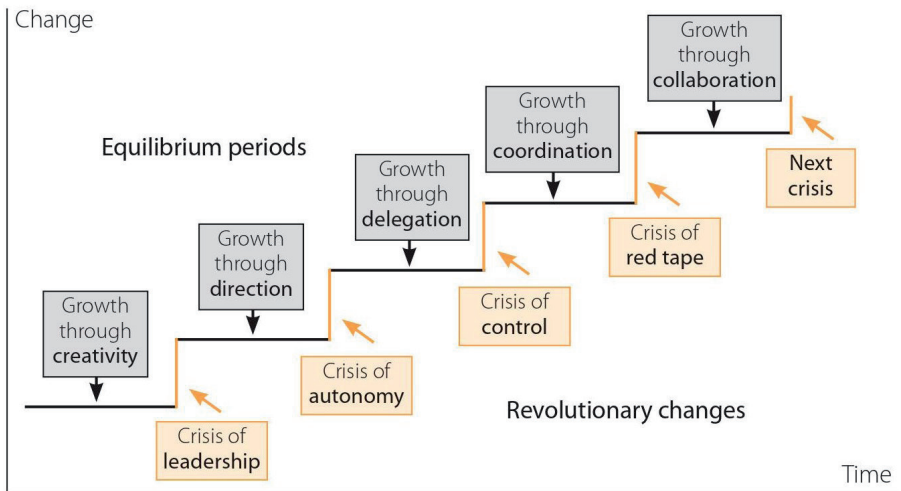 Change
Growth
through
collaboration
Growth
through
coordination
Equilibrium periods
Next
crisis
Growth
through
delegation
Crisis of
red tape
Growth
through
direction
Crisis of
control
Growth
through
creativity
Crisis of
autonomy
Revolutionary changes
Crisis of
leadership
Time